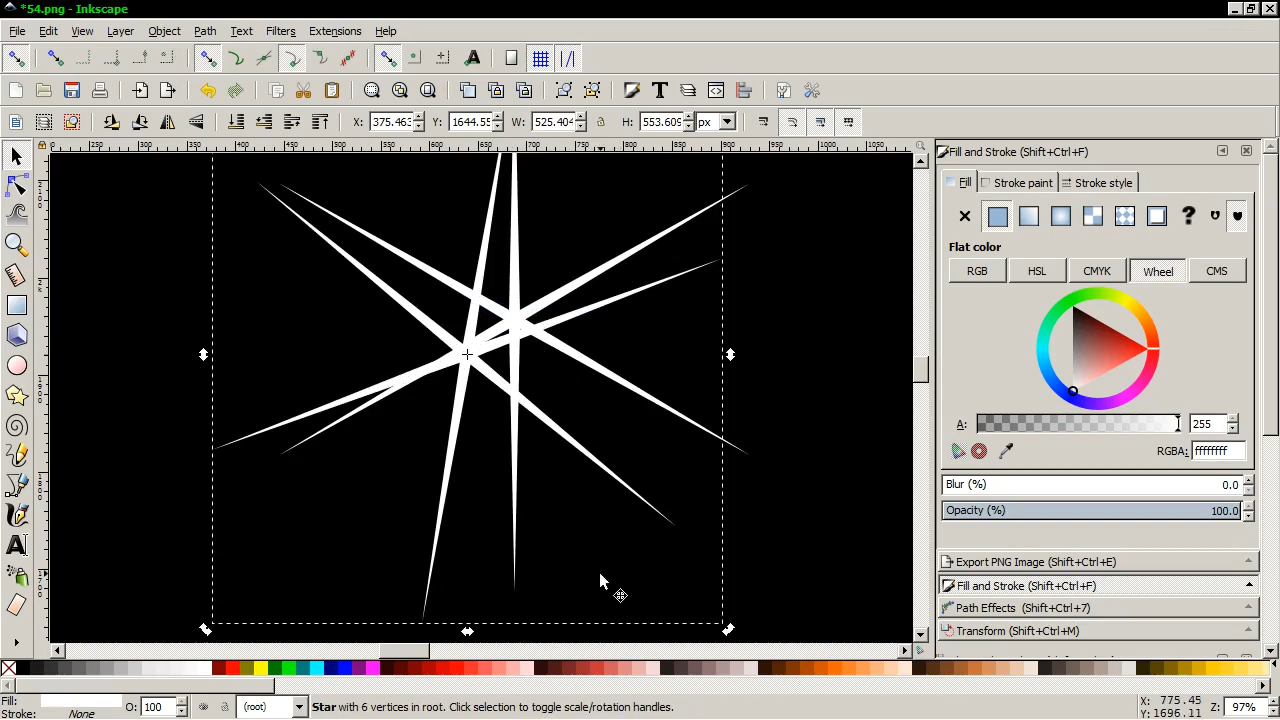 *54.png - Inkscape
File Edit View Layer Object Path Text Filters Extensions Help
X: 375.463 Y: 1644.55 W: 525.404 H: 553.609 px
Fill and Stroke (Shift+Ctrl+F)
Fill Stroke paint Stroke style
Flat color
RGB HSL CMYK Wheel CMS
A: 255
RGBA: ffffffff
Blur (%) 0.0
Opacity (%) 100.0
Export PNG Image (Shift+Ctrl+E)
Fill and Stroke (Shift+Ctrl+F)
Path Effects (Shift+Ctrl+7)
Transform (Shift+Ctrl+M)
Fill: O: 100 (root) Star with 6 vertices in root. Click selection to toggle scale/rotation handles. X: 775.45 Z: 97%
Stroke: None Y: 1696.11